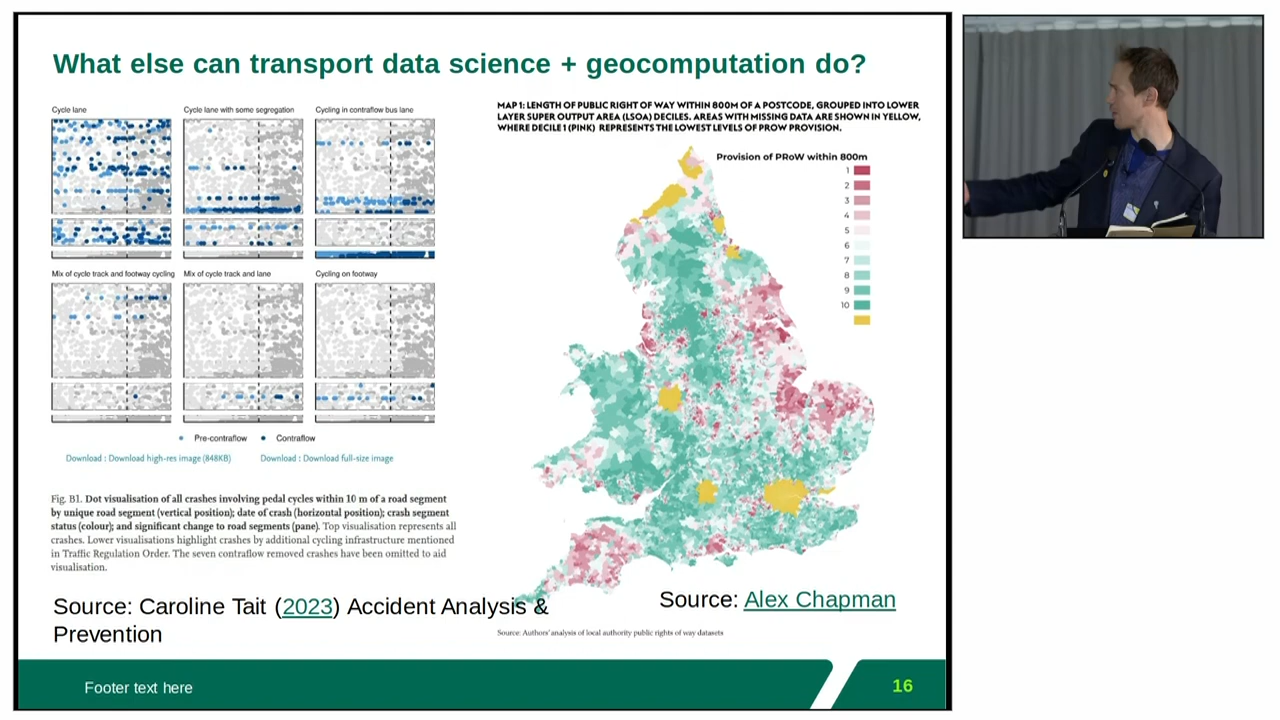 What else can transport data science + geocomputation do?
Cycle lane
Cycle lane with some segregation
Cycling in contraflow bus lane
Mix of cycle track and footway cycling
Mix of cycle track and lane
Cycling on footway
Pre-contraflow
Contraflow
Download : Download high-res image (848KB)
Download : Download full-size image
Fig. B1. Dot visualisation of all crashes involving pedal cycles within 10 m of a road segment
by unique road segment (vertical position); date of crash (horizontal position); crash segment
status (colour); and significant change to road segments (pane). Top visualisation represents all
crashes. Lower visualisations highlight crashes by additional cycling infrastructure mentioned
in Traffic Regulation Order. The seven contraflow removed crashes have been omitted to aid
visualisation.
Source: Caroline Tait (2023) Accident Analysis &
Prevention
MAP 1: LENGTH OF PUBLIC RIGHT OF WAY WITHIN 800M OF A POSTCODE, GROUPED INTO LOWER
LAYER SUPER OUTPUT AREA (LSOA) DECILES. AREAS WITH MISSING DATA ARE SHOWN IN YELLOW,
WHERE DECILE 1 (PINK) REPRESENTS THE LOWEST LEVELS OF PROW PROVISION.
Provision of PRoW within 800m
1
2
3
4
5
6
7
8
9
10
Source: Alex Chapman
Source: Authors' analysis of local authority public rights of way datasets
Footer text here
16